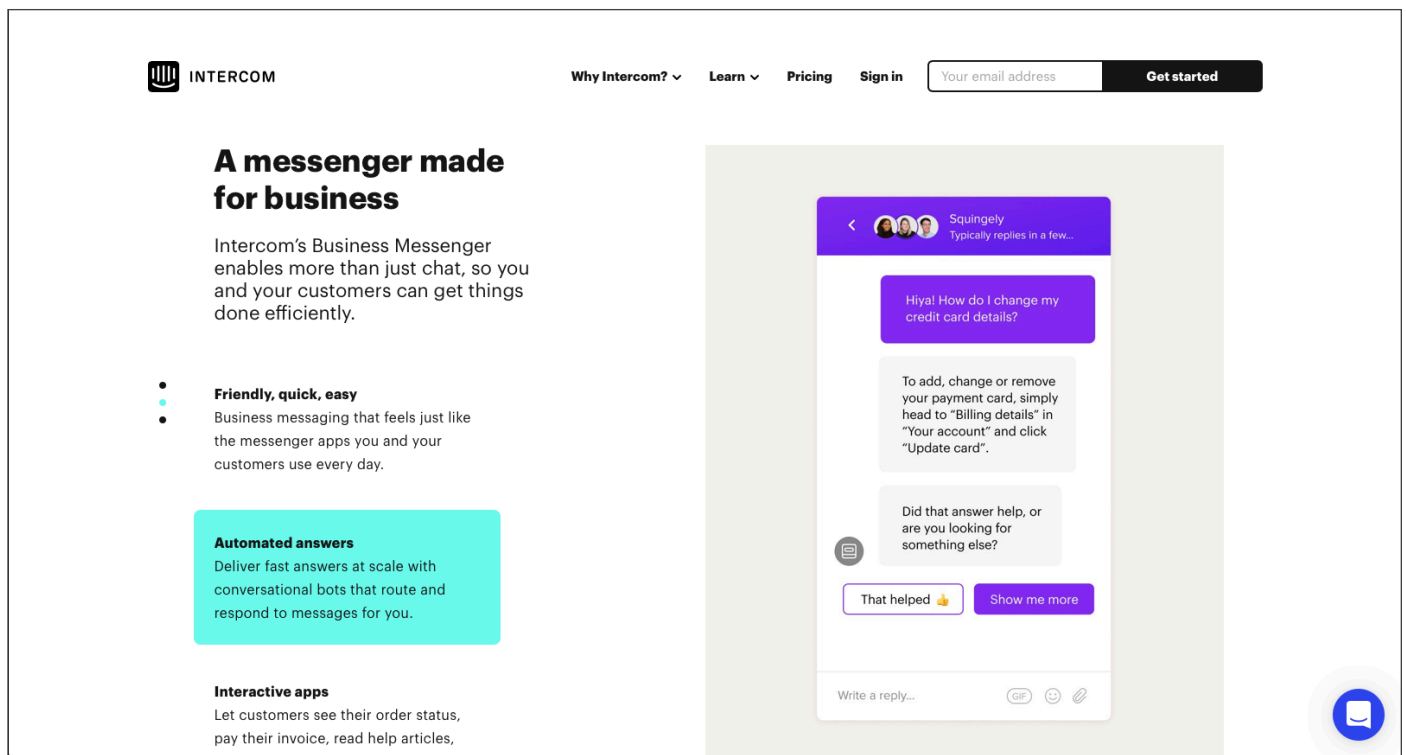 INTERCOM
Why Intercom?
Learn
Pricing
Sign in
Your email address
Get started
A messenger made
for business
Intercom’s Business Messenger
enables more than just chat, so you
and your customers can get things
done efficiently.
Friendly, quick, easy
Business messaging that feels just like
the messenger apps you and your
customers use every day.
Automated answers
Deliver fast answers at scale with
conversational bots that route and
respond to messages for you.
Interactive apps
Let customers see their order status,
pay their invoice, read help articles,
Squingely
Typically replies in a few...
Hiya! How do I change my
credit card details?
To add, change or remove
your payment card, simply
head to “Billing details” in
“Your account” and click
“Update card”.
Did that answer help, or
are you looking for
something else?
That helped 👍
Show me more
Write a reply...
GIF